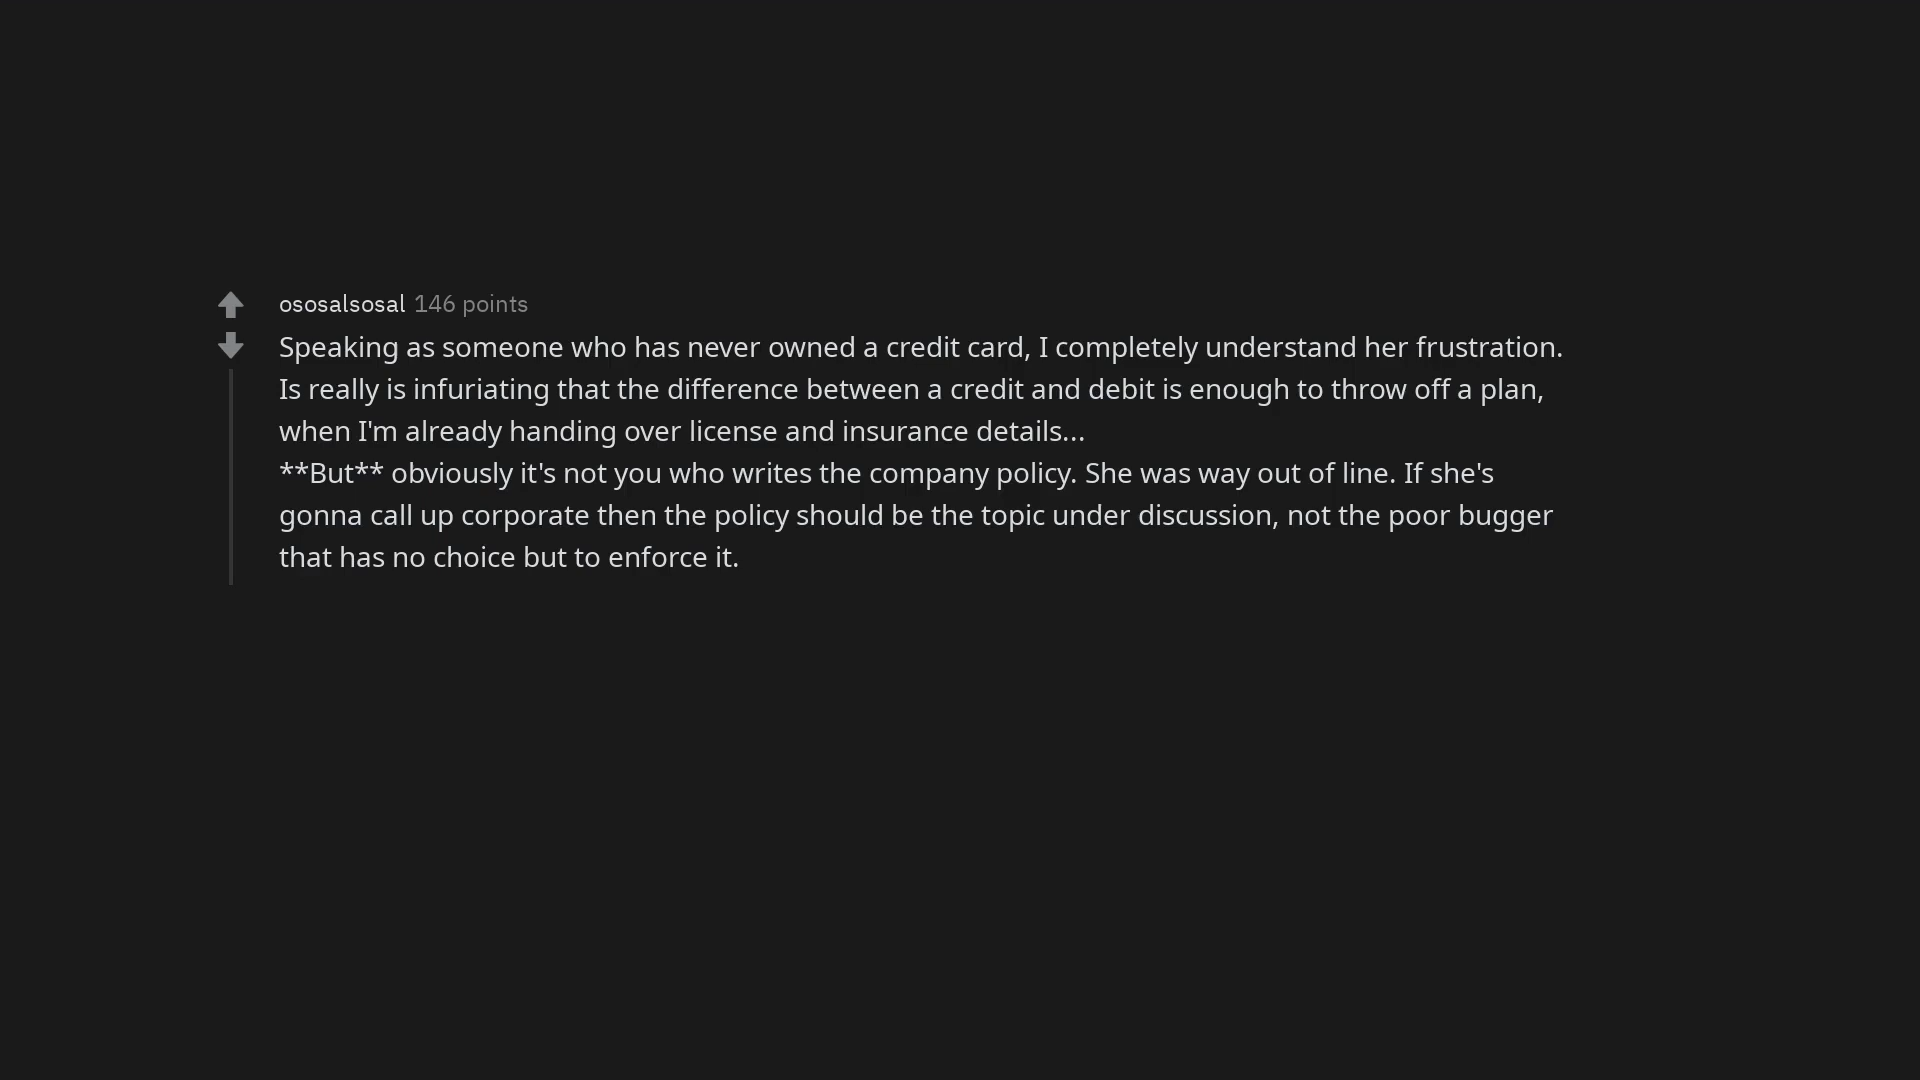 ososalsosal 146 points
Speaking as someone who has never owned a credit card, I completely understand her frustration.
Is really is infuriating that the difference between a credit and debit is enough to throw off a plan,
when I'm already handing over license and insurance details...
**But** obviously it's not you who writes the company policy. She was way out of line. If she's
gonna call up corporate then the policy should be the topic under discussion, not the poor bugger
that has no choice but to enforce it.